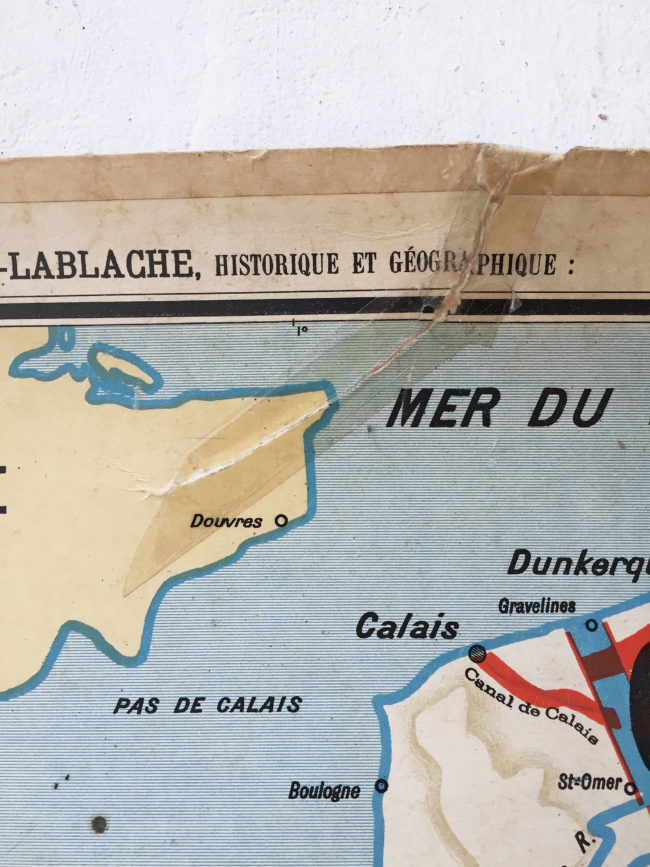 -LABLACHE, HISTORIQUE ET GÉOGRAPHIQUE :
1°
MER DU
Douvres
Dunkerqu
Gravelines
Calais
Canal de Calais
PAS DE CALAIS
St-Omer
Boulogne
R.